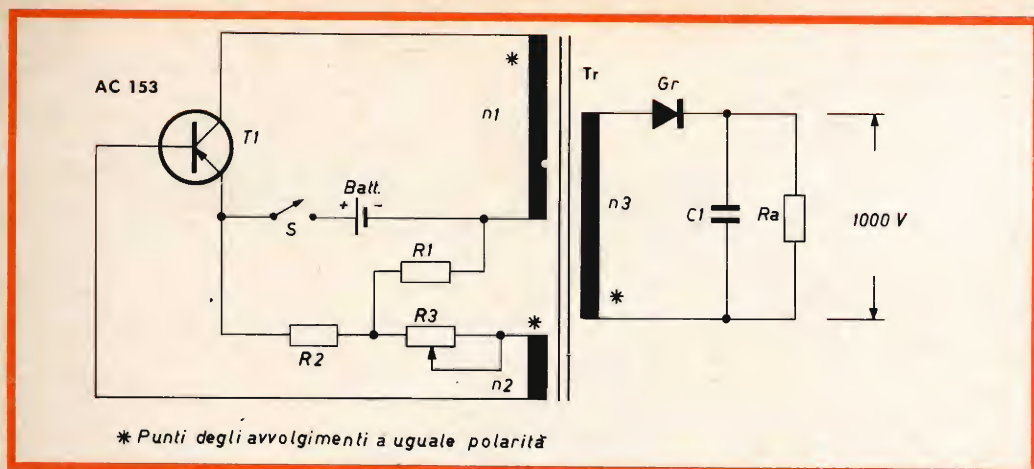 AC 153
T1
n1
Tr
Gr
Batt.
+ -
S
R1
n3
C1
Ra
1000 V
R3
R2
n2
* Punti degli avvolgimenti a uguale polarità